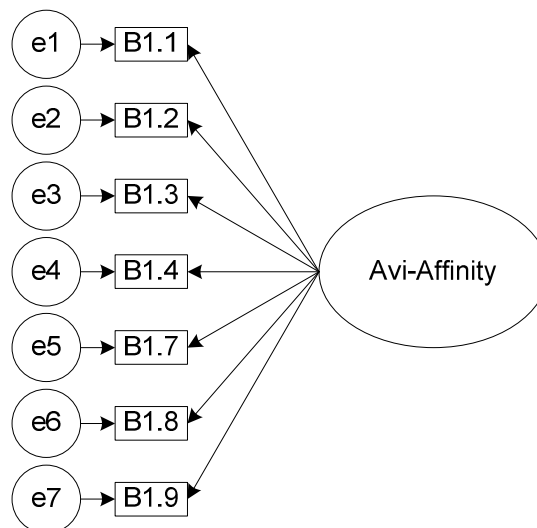 e1 B1.1
e2 B1.2
e3 B1.3
e4 B1.4
Avi-Affinity
e5 B1.7
e6 B1.8
e7 B1.9